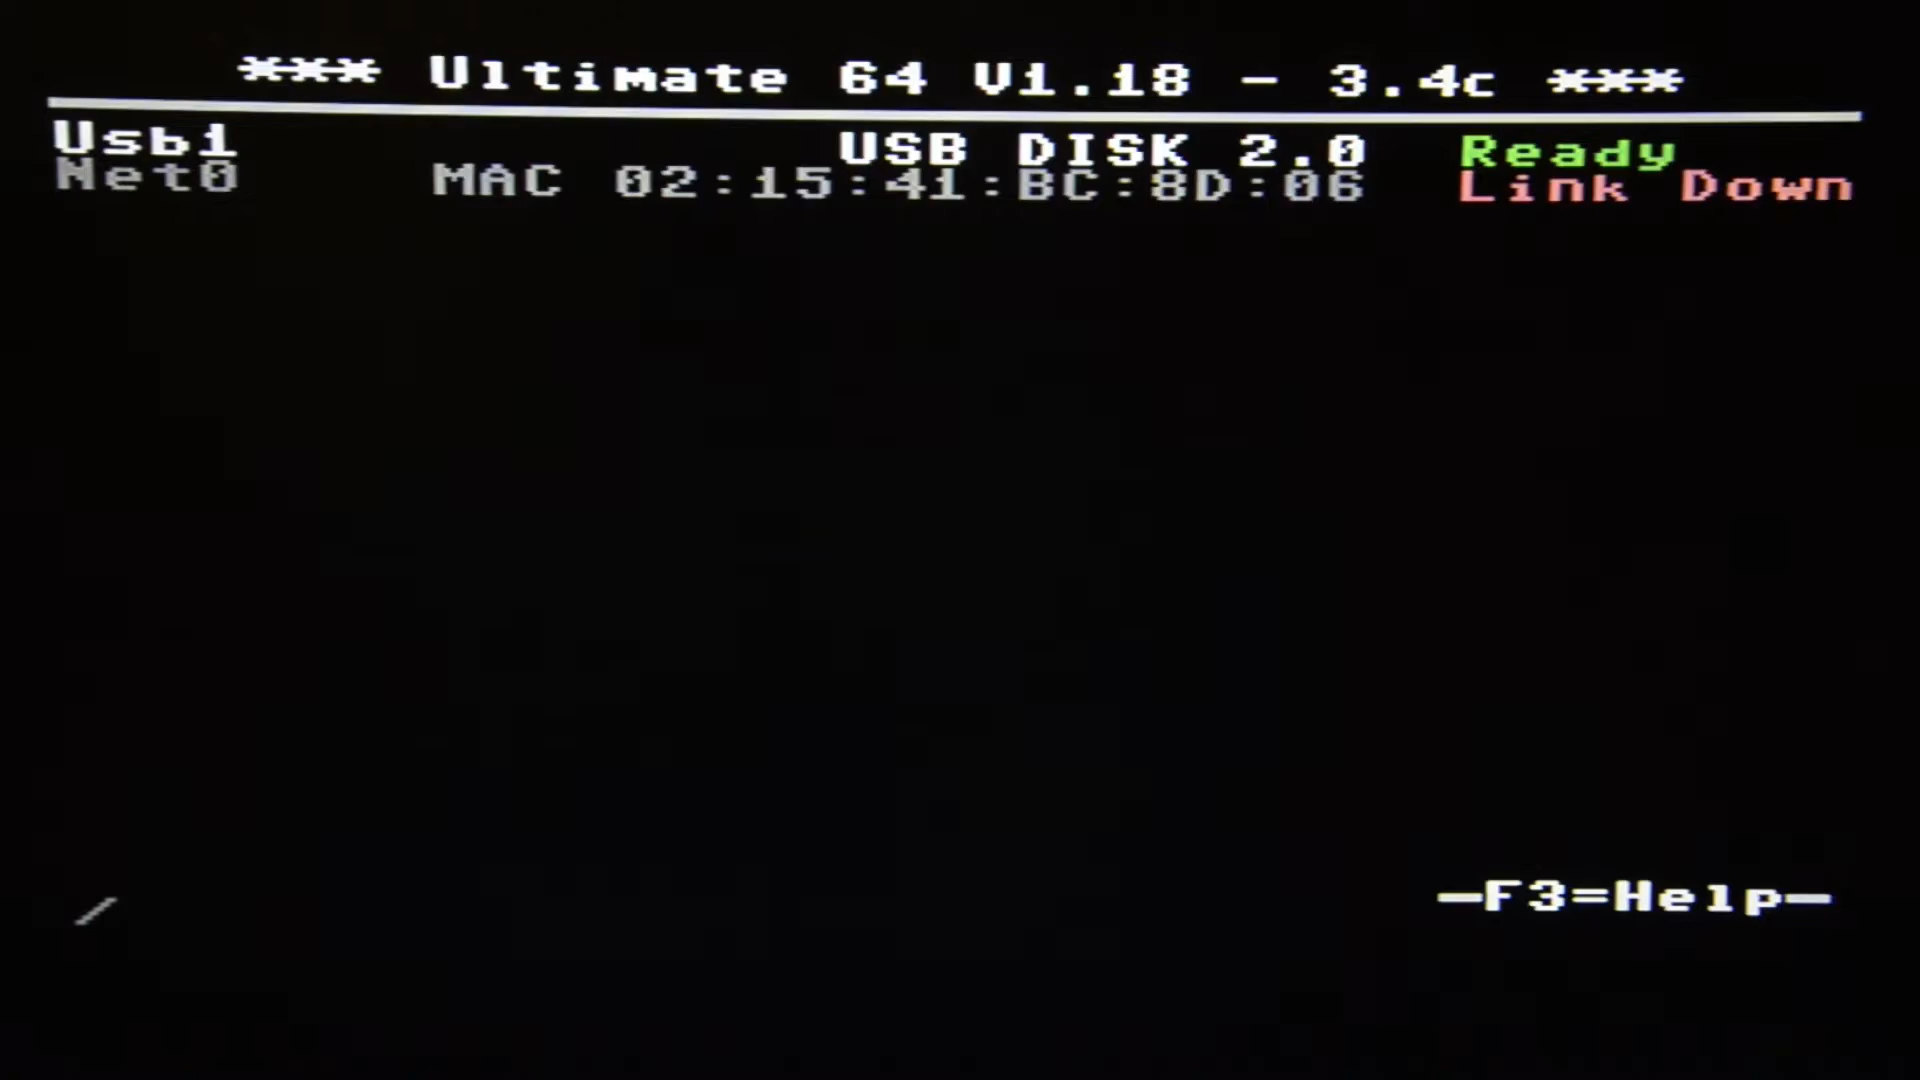 *** Ultimate 64 V1.18 - 3.4c ***
Usb1 USB DISK 2.0 Ready
Net0 MAC 02:15:41:BC:8D:06 Link Down
/ —F3=Help—